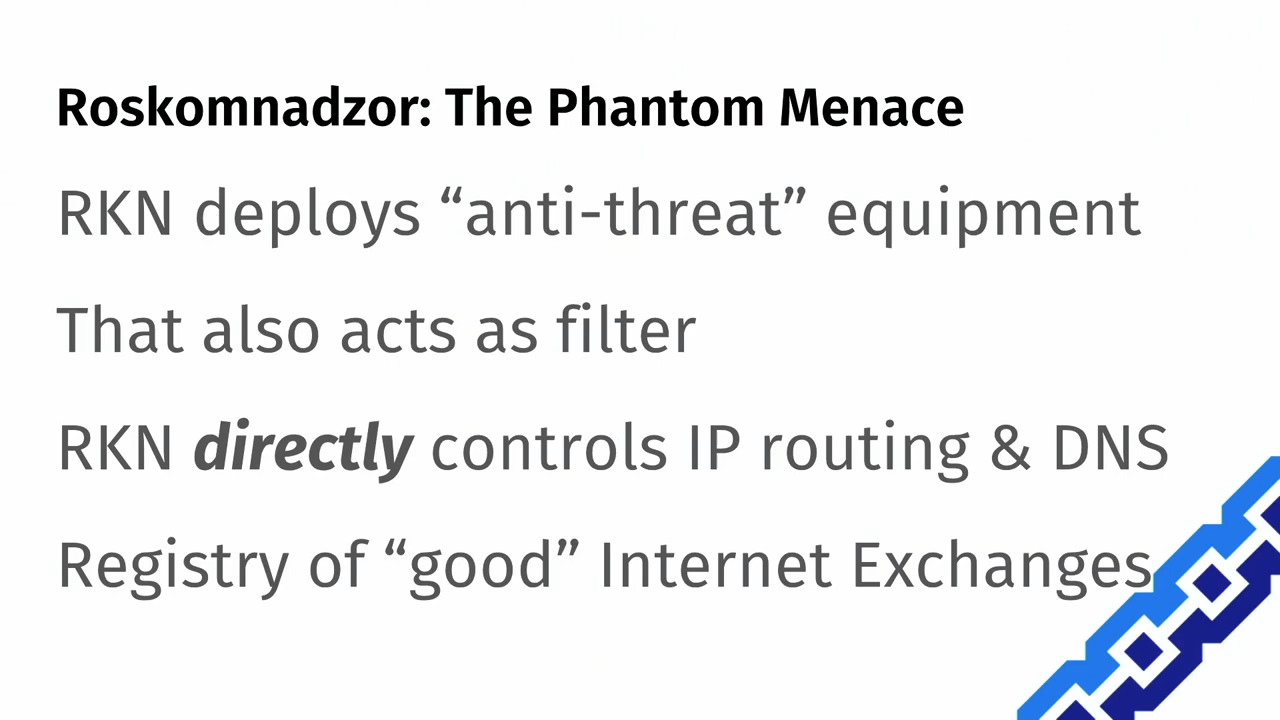 Roskomnadzor: The Phantom Menace
RKN deploys “anti-threat” equipment
That also acts as filter
RKN directly controls IP routing & DNS
Registry of “good” Internet Exchanges